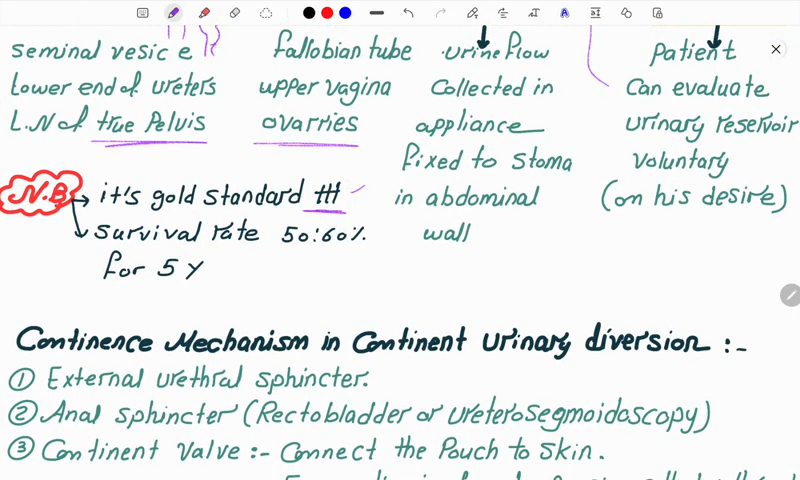 seminal vesic e
Lower end of ureters
L.N of true Pelvis
fallobian tube
upper vagina
ovarries
urine flow
Collected in
appliance
fixed to Stoma
in abdominal
wall
Patient
Can evaluate
urinary reservoir
voluntary
(on his desire)
N.B → it's gold standard ttt
↳ survival rate 50:60%
for 5 y
Continence Mechanism in Continent Urinary diversion :-
① External urethral sphincter.
② Anal sphincter (Rectobladder or ureterosegmoidoscopy)
③ Continent valve :- Connect the Pouch to Skin.